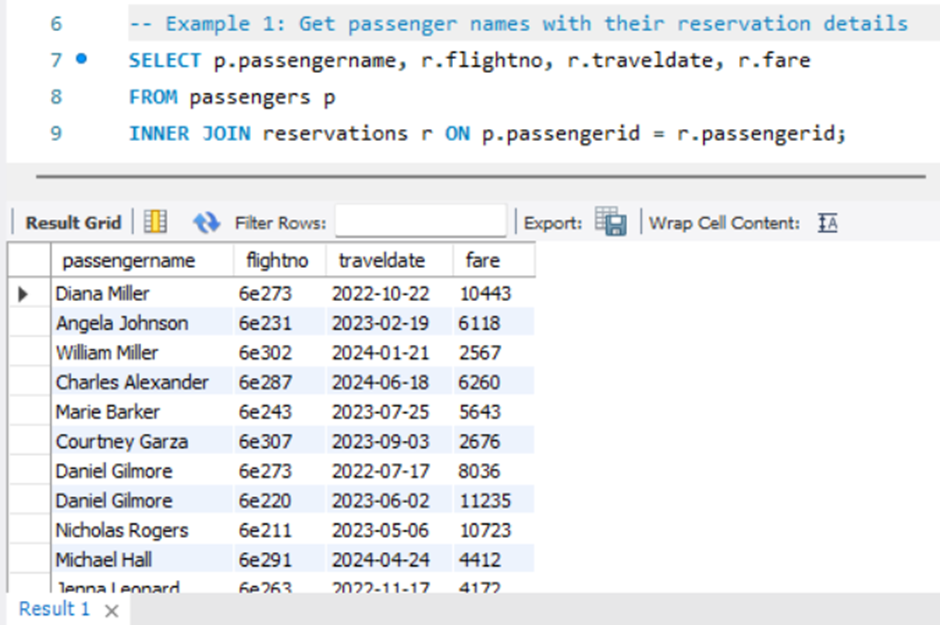 6 -- Example 1: Get passenger names with their reservation details
7 SELECT p.passengername, r.flightno, r.traveldate, r.fare
8 FROM passengers p
9 INNER JOIN reservations r ON p.passengerid = r.passengerid;
Result Grid Filter Rows: Export: Wrap Cell Content: IA
passengername flightno traveldate fare
Diana Miller 6e273 2022-10-22 10443
Angela Johnson 6e231 2023-02-19 6118
William Miller 6e302 2024-01-21 2567
Charles Alexander 6e287 2024-06-18 6260
Marie Barker 6e243 2023-07-25 5643
Courtney Garza 6e307 2023-09-03 2676
Daniel Gilmore 6e273 2022-07-17 8036
Daniel Gilmore 6e220 2023-06-02 11235
Nicholas Rogers 6e211 2023-05-06 10723
Michael Hall 6e291 2024-04-24 4412
Jenna Leonard 6e263 2022-11-17 4172
Result 1